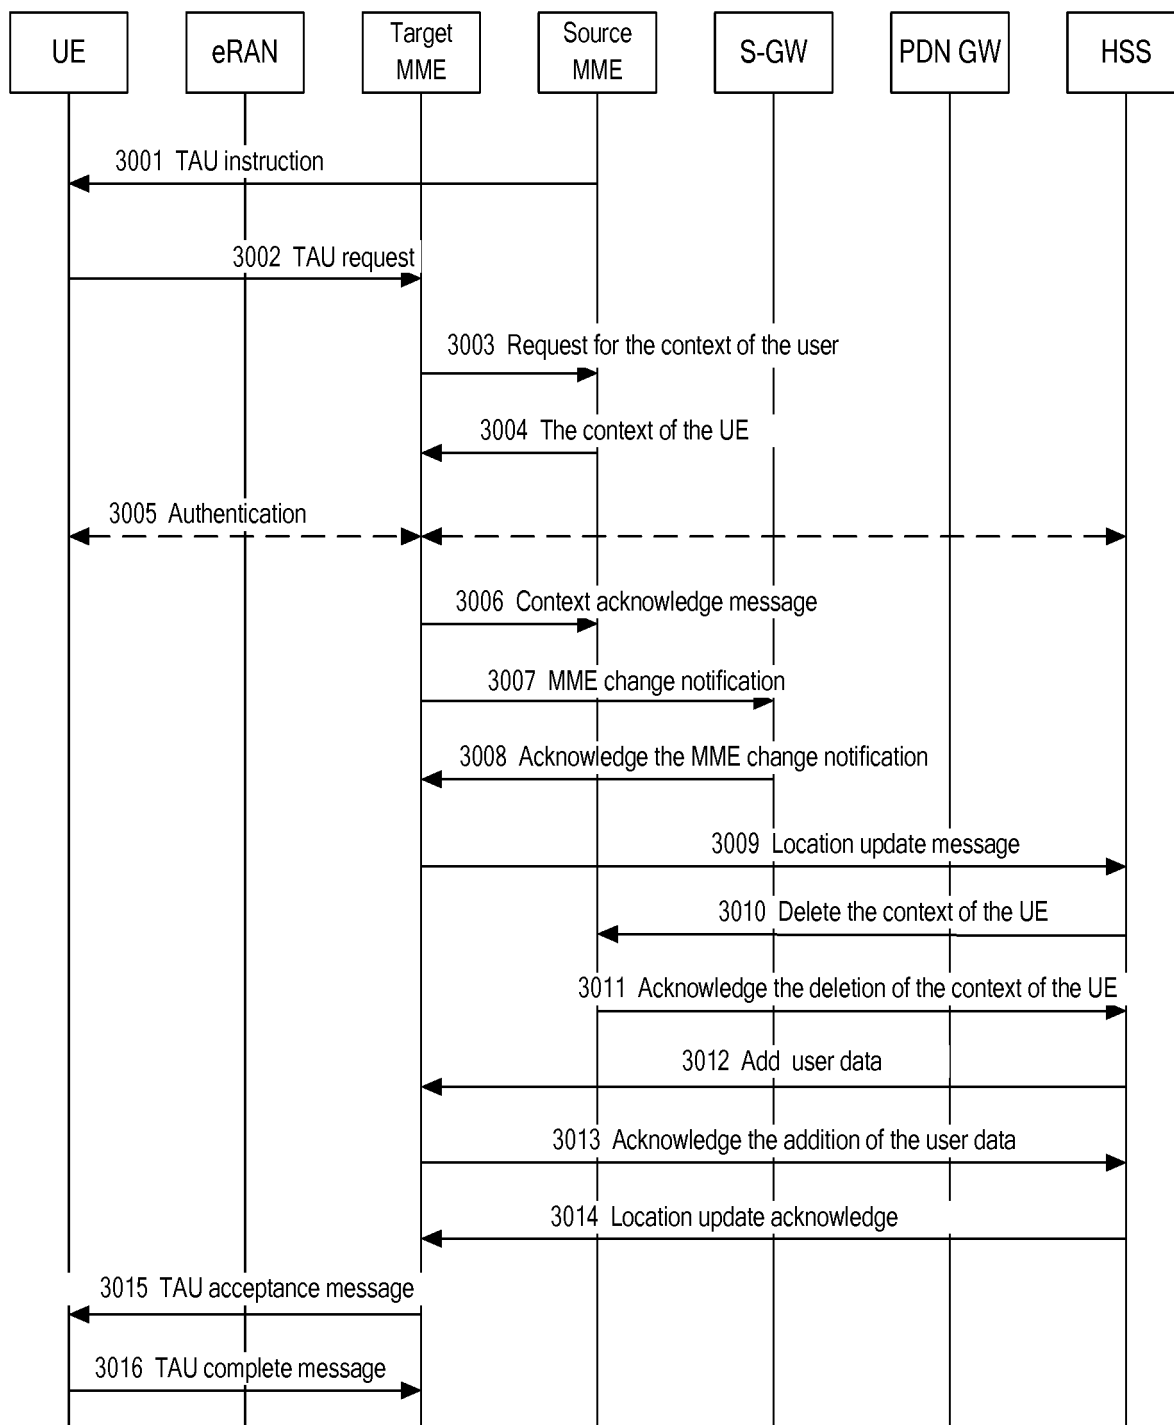 UE
eRAN
Target
MME
Source
MME
S-GW
PDN GW
HSS
3001 TAU instruction
3002 TAU request
3003 Request for the context of the user
3004 The context of the UE
3005 Authentication
3006 Context acknowledge message
3007 MME change notification
3008 Acknowledge the MME change notification
3009 Location update message
3010 Delete the context of the UE
3011 Acknowledge the deletion of the context of the UE
3012 Add user data
3013 Acknowledge the addition of the user data
3014 Location update acknowledge
3015 TAU acceptance message
3016 TAU complete message